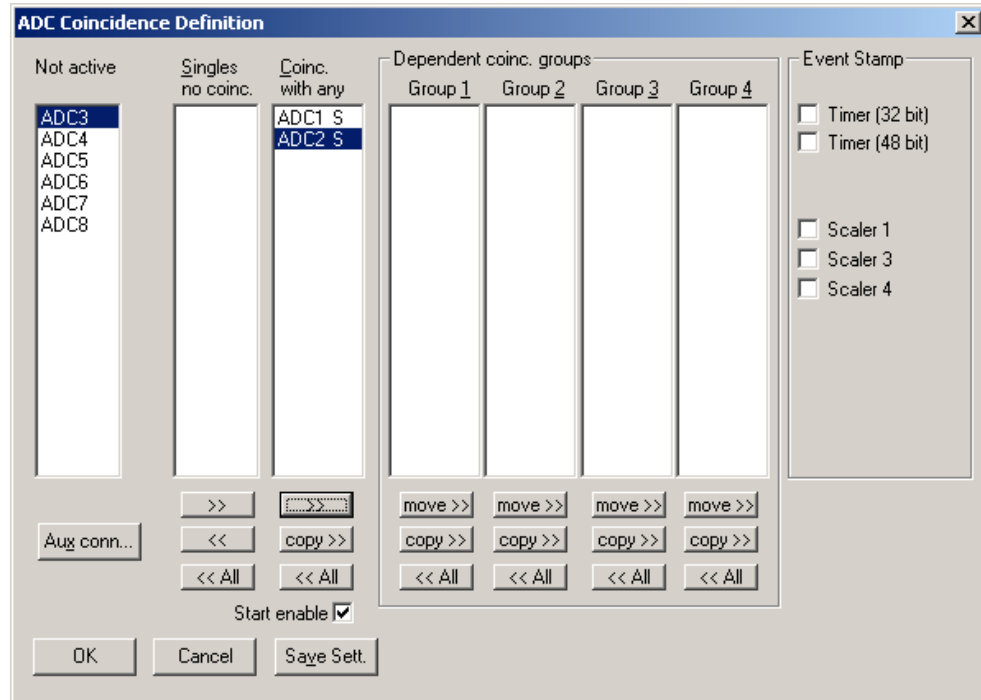 ADC Coincidence Definition
Not active
Singles
no coinc.
Coinc.
with any
Dependent coinc. groups
Group 1
Group 2
Group 3
Group 4
Event Stamp
ADC3
ADC4
ADC5
ADC6
ADC7
ADC8
ADC1 S
ADC2 S
Timer (32 bit)
Timer (48 bit)
Scaler 1
Scaler 3
Scaler 4
>>
>>
move >>
move >>
move >>
move >>
Aux conn...
<<
copy >>
copy >>
copy >>
copy >>
copy >>
<< All
<< All
<< All
<< All
<< All
<< All
Start enable
OK
Cancel
Save Sett.